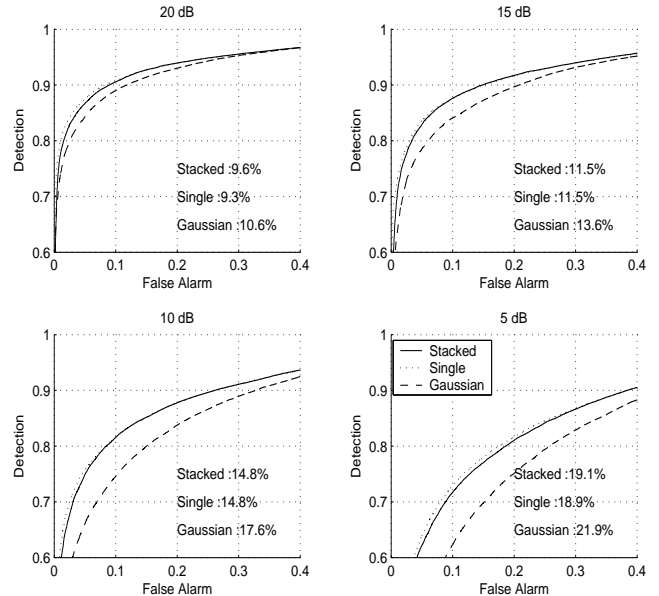 20 dB
1
0.9
0.8
0.7
0.6
Detection
Stacked :9.6%
Single :9.3%
Gaussian :10.6%
0 0.1 0.2 0.3 0.4
False Alarm
15 dB
1
0.9
0.8
0.7
0.6
Detection
Stacked :11.5%
Single :11.5%
Gaussian :13.6%
0 0.1 0.2 0.3 0.4
False Alarm
10 dB
1
0.9
0.8
0.7
0.6
Detection
Stacked :14.8%
Single :14.8%
Gaussian :17.6%
0 0.1 0.2 0.3 0.4
False Alarm
5 dB
1
0.9
0.8
0.7
0.6
Detection
Stacked
Single
Gaussian
Stacked :19.1%
Single :18.9%
Gaussian :21.9%
0 0.1 0.2 0.3 0.4
False Alarm